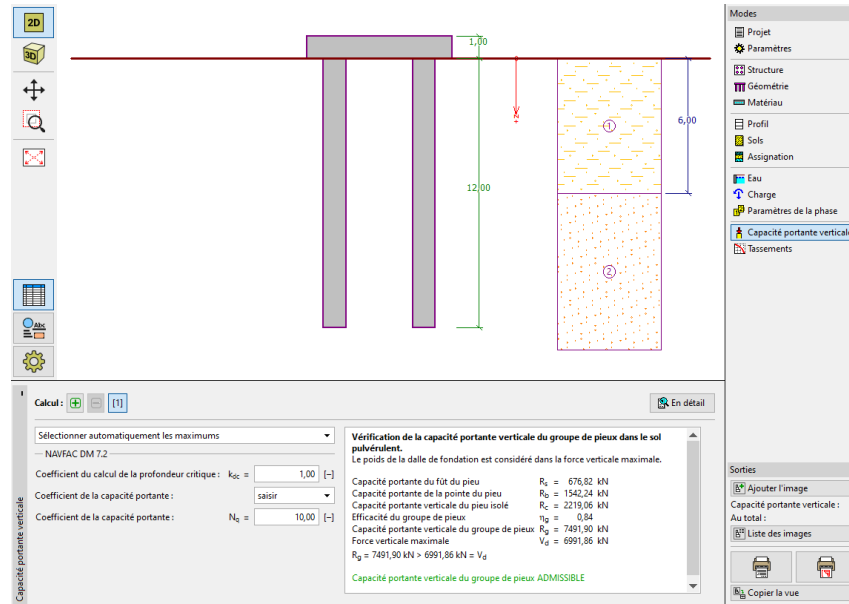 2D
3D
1,00
+z
6,00
12,00
1
2
Modes
Projet
Paramètres
Structure
Géométrie
Matériau
Profil
Sols
Assignation
Eau
Charge
Paramètres de la phase
Capacité portante verticale
Tassements
Capacité portante verticale
Calcul :
[1]
En détail
Sélectionner automatiquement les maximums
NAVFAC DM 7.2
Coefficient du calcul de la profondeur critique : kdc = 1,00 [–]
Coefficient de la capacité portante : saisir
Coefficient de la capacité portante : Nq = 10,00 [–]
Vérification de la capacité portante verticale du groupe de pieux dans le sol
pulvérulent.
Le poids de la dalle de fondation est considéré dans la force verticale maximale.
Capacité portante du fût du pieu Rs = 676,82 kN
Capacité portante de la pointe du pieu Rb = 1542,24 kN
Capacité portante verticale du pieu isolé Rc = 2219,06 kN
Efficacité du groupe de pieux ηg = 0,84
Capacité portante verticale du groupe de pieux Rg = 7491,90 kN
Force verticale maximale Vd = 6991,86 kN
Rg = 7491,90 kN > 6991,86 kN = Vd
Capacité portante verticale du groupe de pieux ADMISSIBLE
Sorties
Ajouter l'image
Capacité portante verticale :
Au total :
Liste des images
Copier la vue